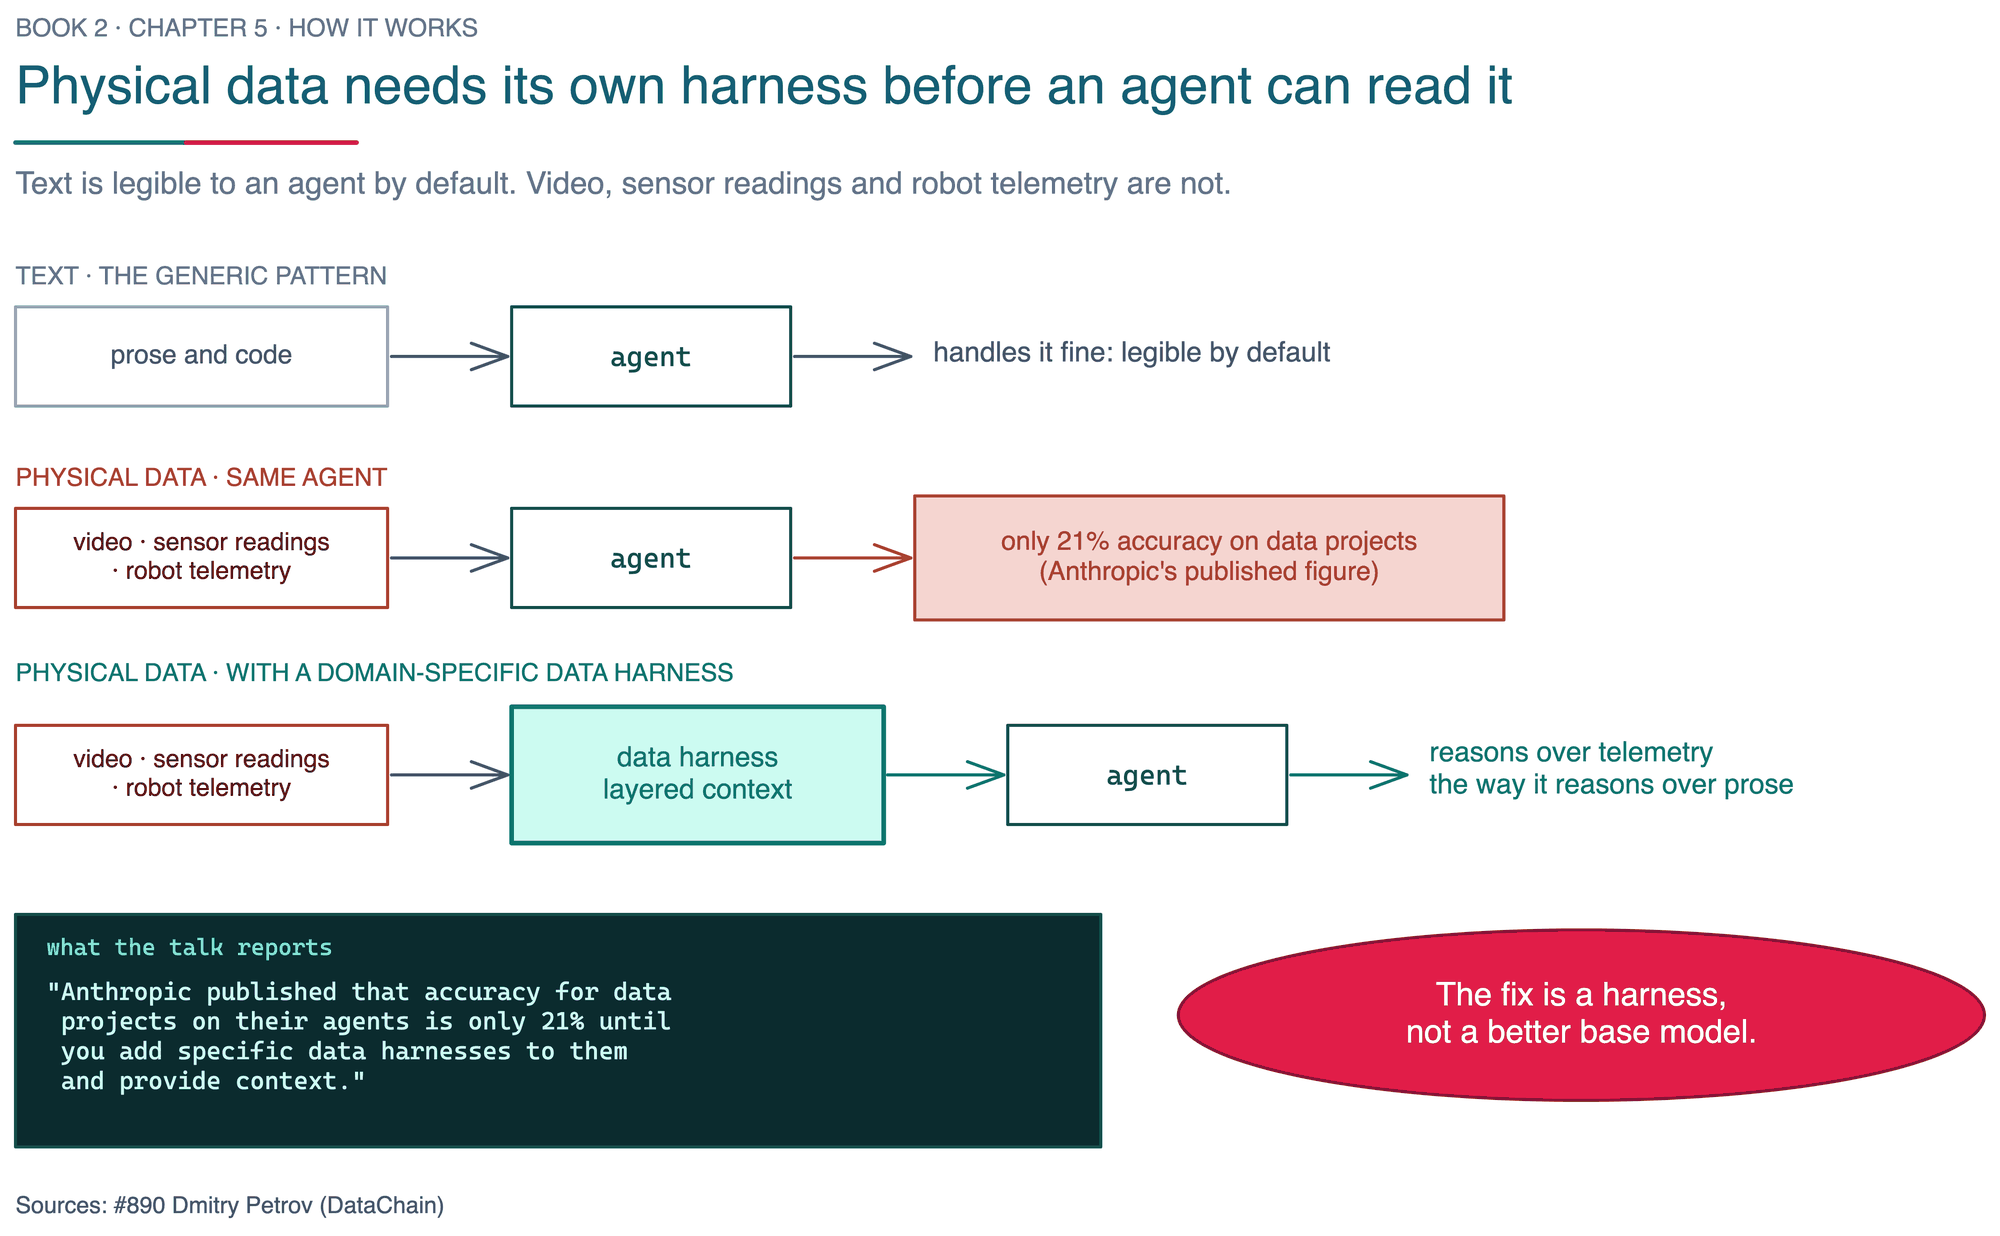 BOOK 2 · CHAPTER 5 · HOW IT WORKS
Physical data needs its own harness before an agent can read it
Text is legible to an agent by default. Video, sensor readings and robot telemetry are not.
TEXT · THE GENERIC PATTERN
prose and code
agent
handles it fine: legible by default
PHYSICAL DATA · SAME AGENT
video · sensor readings
· robot telemetry
agent
only 21% accuracy on data projects
(Anthropic's published figure)
PHYSICAL DATA · WITH A DOMAIN-SPECIFIC DATA HARNESS
video · sensor readings
· robot telemetry
data harness
layered context
agent
reasons over telemetry
the way it reasons over prose
what the talk reports
"Anthropic published that accuracy for data
projects on their agents is only 21% until
you add specific data harnesses to them
and provide context."
The fix is a harness,
not a better base model.
Sources: #890 Dmitry Petrov (DataChain)